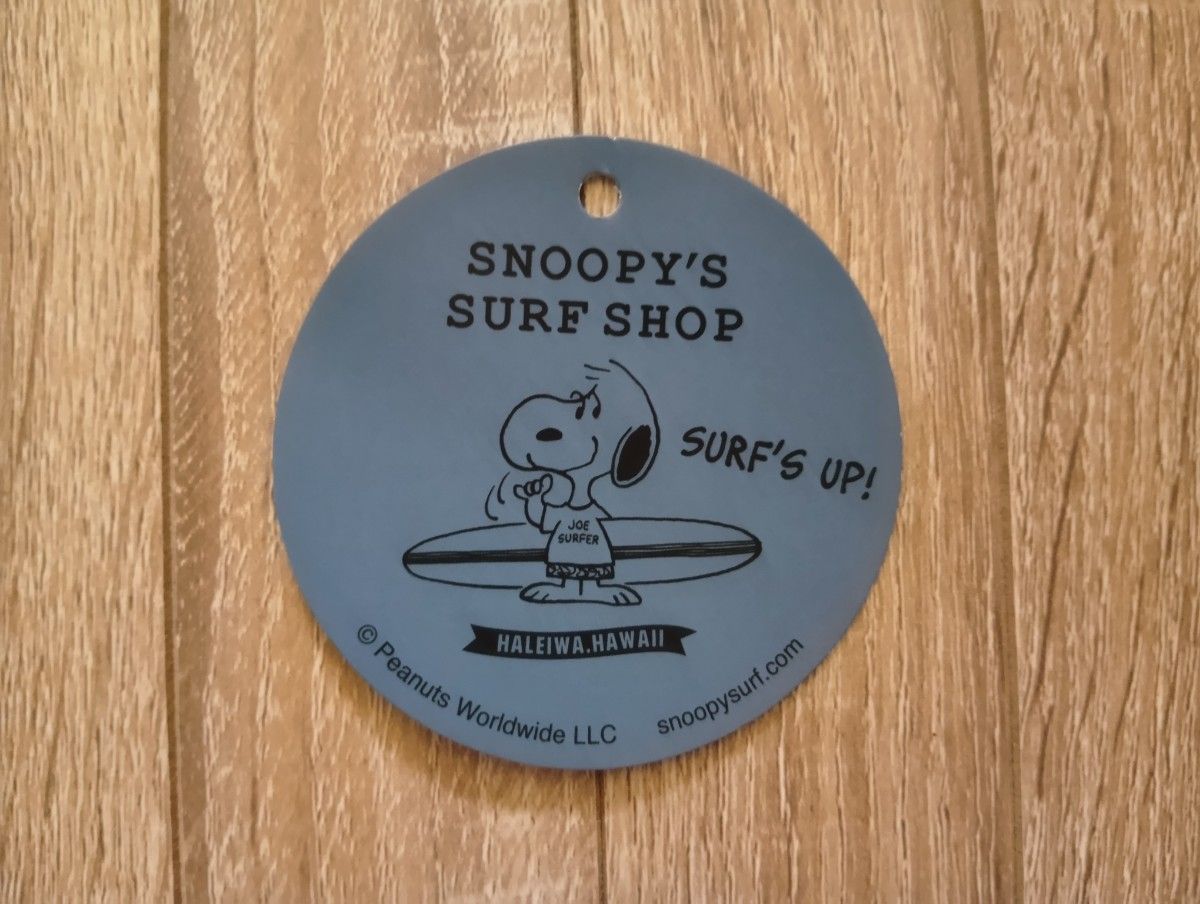 SNOOPY'S
SURF SHOP
SURF'S UP!
JOE
SURFER
HALEIWA.HAWAII
© Peanuts Worldwide LLC
snoopysurf.com